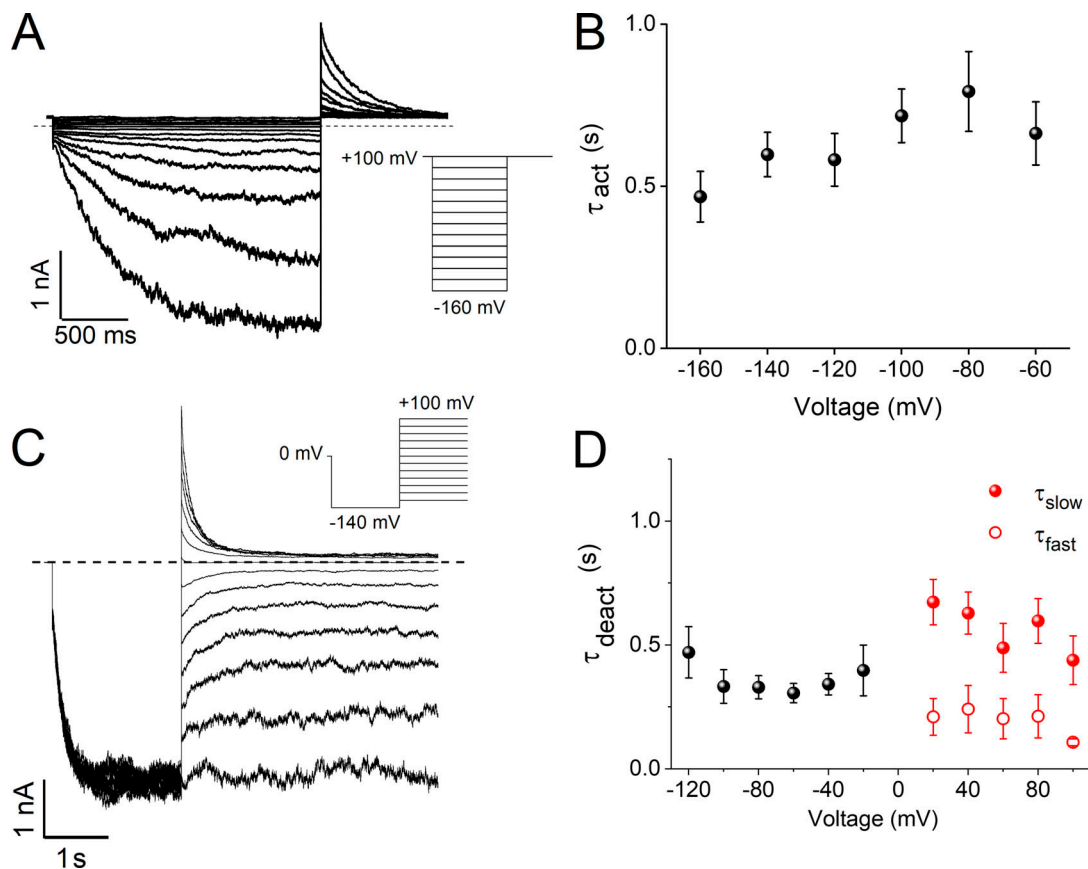 A
+100 mV
-160 mV
1 nA
500 ms
B
1.0
0.5
0.0
τact (s)
-160 -140 -120 -100 -80 -60
Voltage (mV)
C
+100 mV
0 mV
-140 mV
1 nA
1s
D
τslow
τfast
1.0
0.5
0.0
τdeact (s)
-120 -80 -40 0 40 80
Voltage (mV)